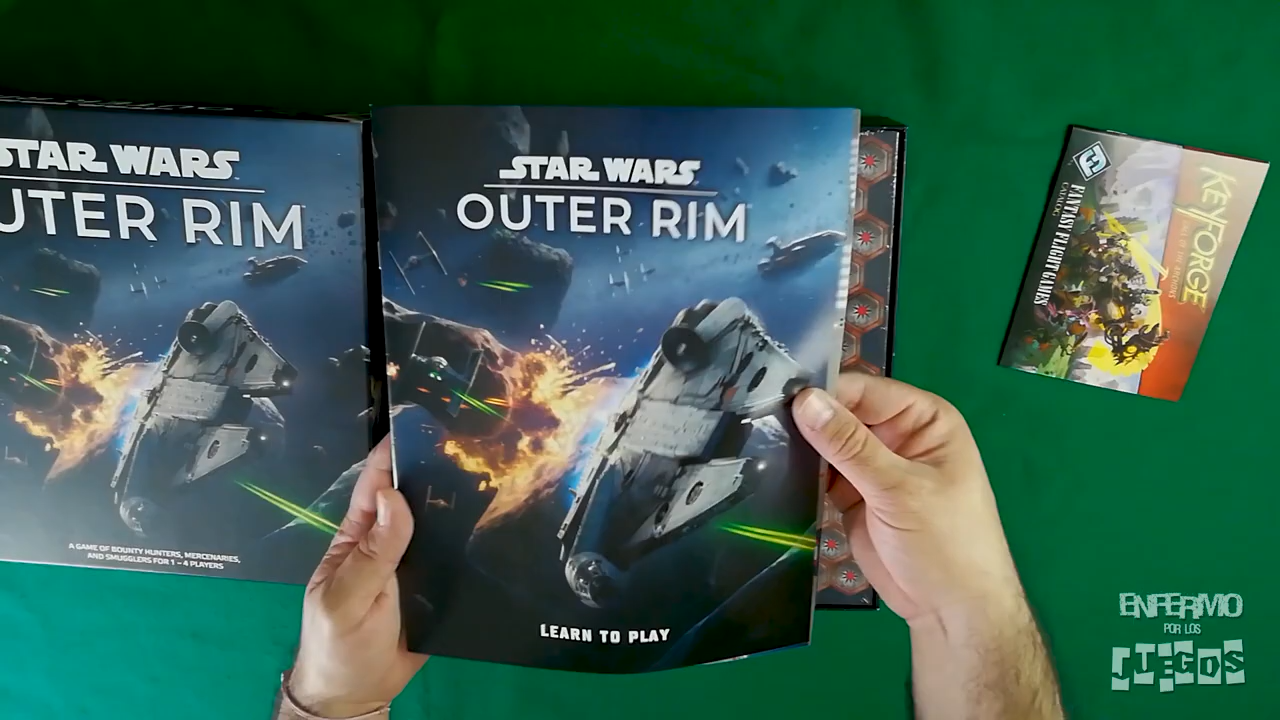 STAR WARS
OUTER RIM
A GAME OF BOUNTY HUNTERS, MERCENARIES,
AND SMUGGLERS FOR 1 – 4 PLAYERS
STAR WARS
OUTER RIM
LEARN TO PLAY
KEYFORGE
CALL OF THE ARCHONS
FANTASY FLIGHT GAMES
CATALOG
ENFERMO
POR LOS
JUEGOS